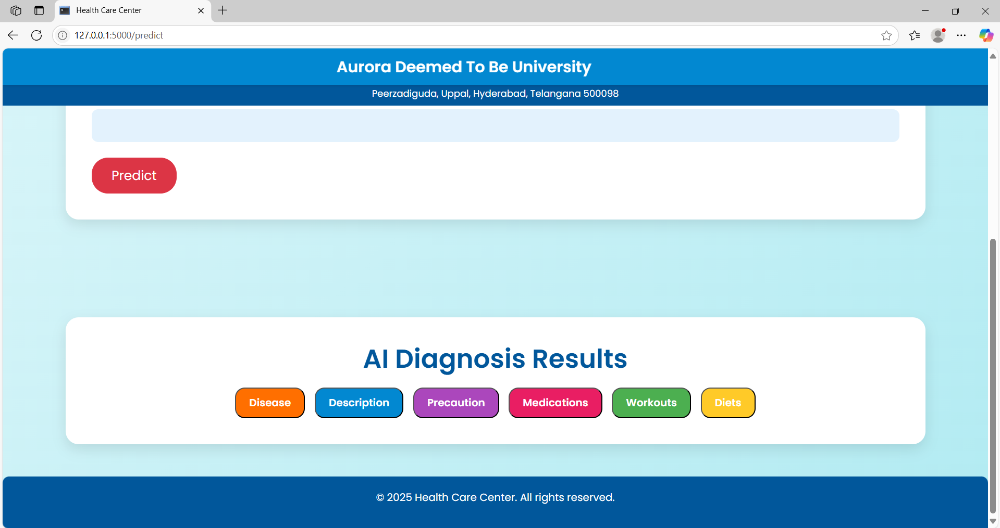 Health Care Center
127.0.0.1:5000/predict
Aurora Deemed To Be University
Peerzadiguda, Uppal, Hyderabad, Telangana 500098
Predict
AI Diagnosis Results
Disease Description Precaution Medications Workouts Diets
© 2025 Health Care Center. All rights reserved.